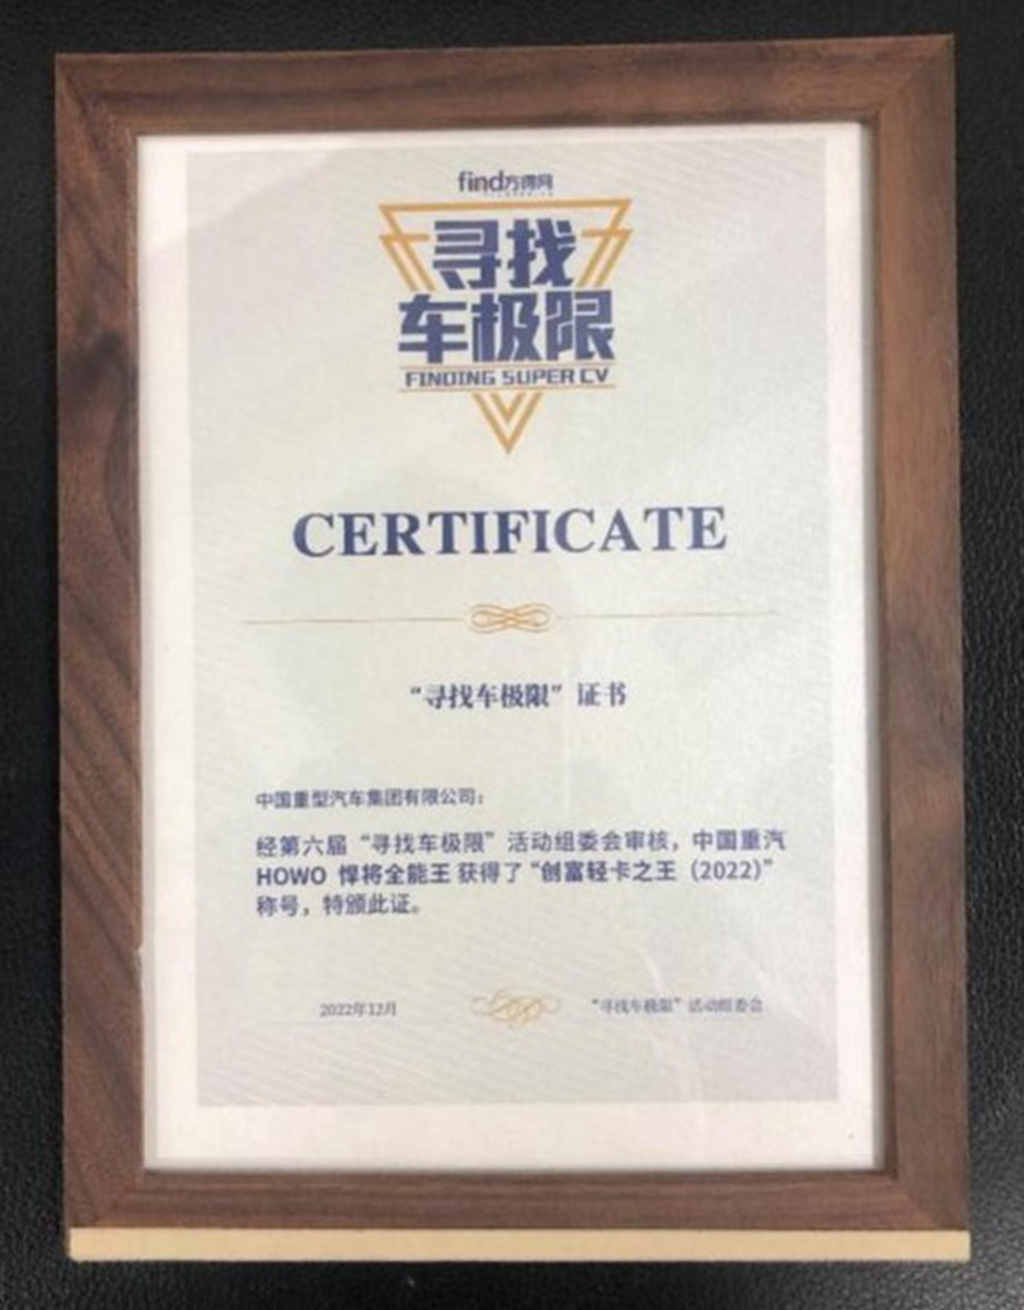 find方得网
寻找
车极限
FINDING SUPER CV
CERTIFICATE
“寻找车极限”证书
中国重型汽车集团有限公司：
经第六届“寻找车极限”活动组委会审核，中国重汽
HOWO 悍将全能王 获得了“创富轻卡之王（2022）”
称号，特颁此证。
2022年12月
“寻找车极限”活动组委会